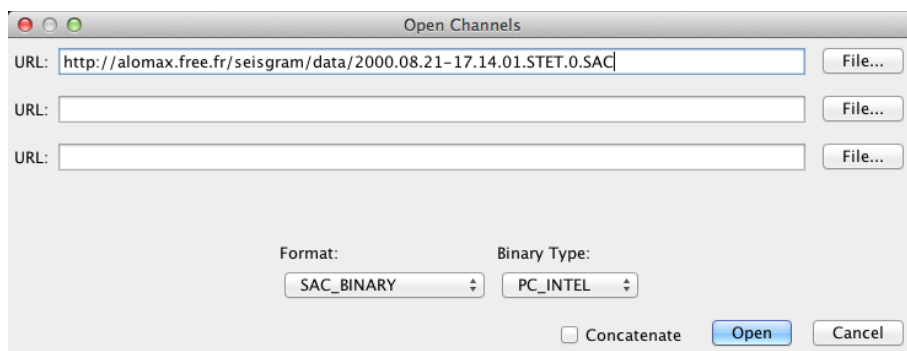 Open Channels
URL: http://alomax.free.fr/seisgram/data/2000.08.21-17.14.01.STET.0.SAC File...
URL: File...
URL: File...
Format: Binary Type:
SAC_BINARY PC_INTEL
Concatenate Open Cancel